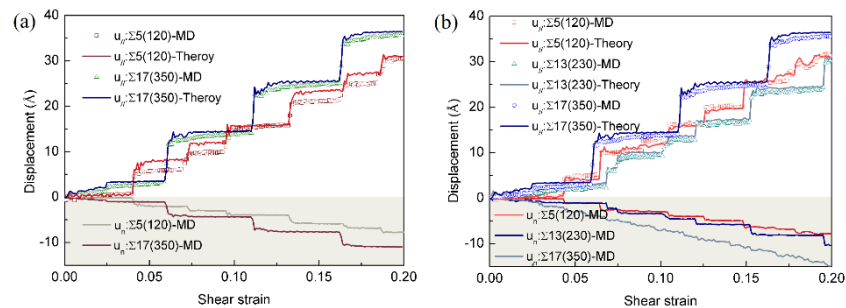 (a)
Displacement (Å)
40
30
20
10
0
-10
u//:Σ5(120)-MD
u//:Σ5(120)-Theroy
u//:Σ17(350)-MD
u//:Σ17(350)-Theroy
un:Σ5(120)-MD
un:Σ17(350)-MD
0.00 0.05 0.10 0.15 0.20
Shear strain
(b)
Displacement (Å)
40
30
20
10
0
-10
u//:Σ5(120)-MD
u//:Σ5(120)-Theory
u//:Σ13(230)-MD
u//:Σ13(230)-Theory
u//:Σ17(350)-MD
u//:Σ17(350)-Theory
un:Σ5(120)-MD
un:Σ13(230)-MD
un:Σ17(350)-MD
0.00 0.05 0.10 0.15 0.20
Shear strain